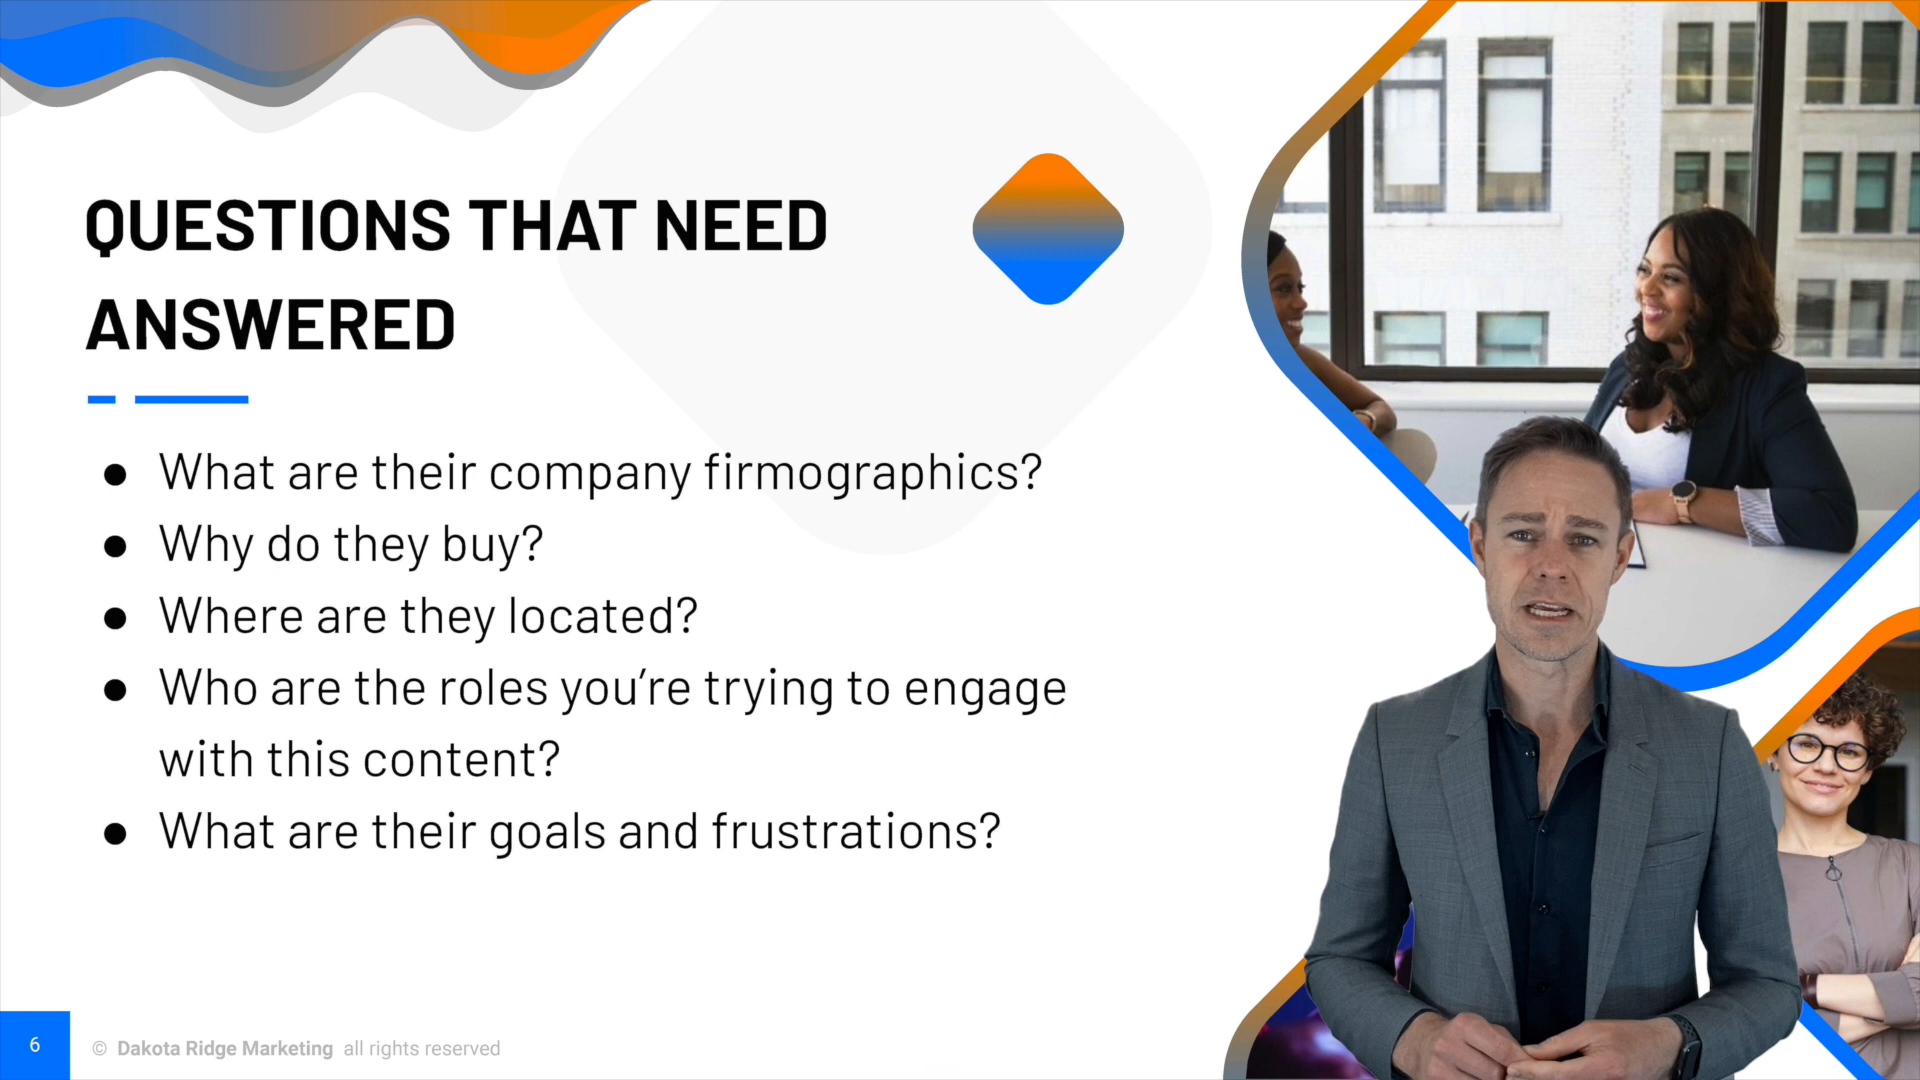 QUESTIONS THAT NEED
ANSWERED
● What are their company firmographics?
● Why do they buy?
● Where are they located?
● Who are the roles you’re trying to engage
with this content?
● What are their goals and frustrations?
6 © Dakota Ridge Marketing all rights reserved